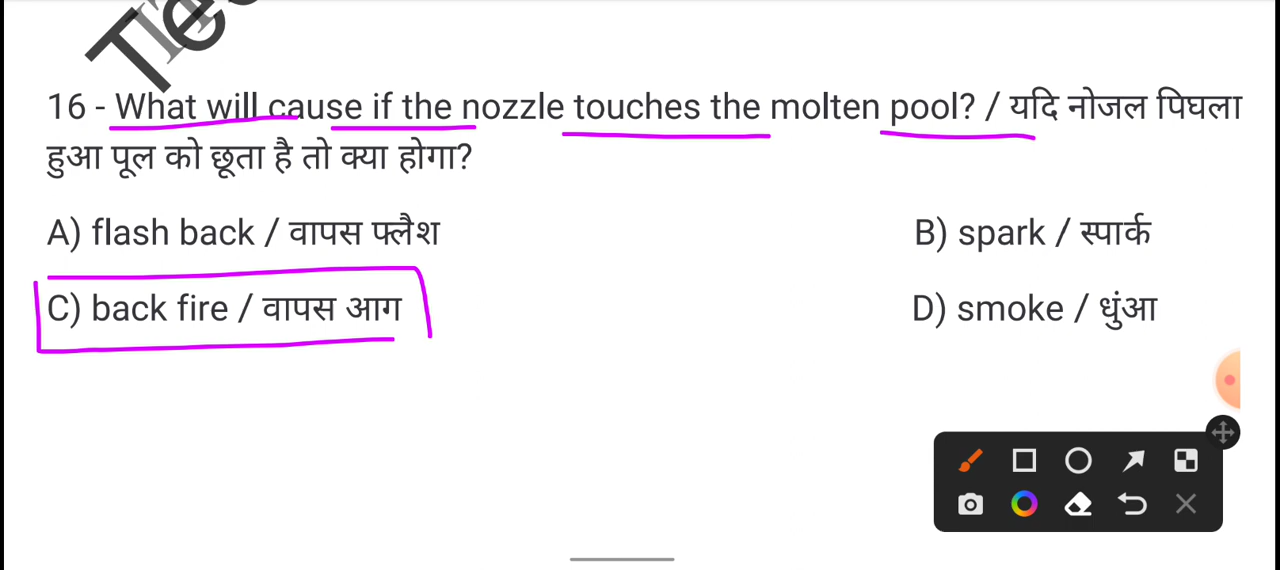 Tes
16 - What will cause if the nozzle touches the molten pool? / यदि नोजल पिघला
हुआ पूल को छूता है तो क्या होगा?
A) flash back / वापस फ्लैश
B) spark / स्पार्क
C) back fire / वापस आग
D) smoke / धुंआ